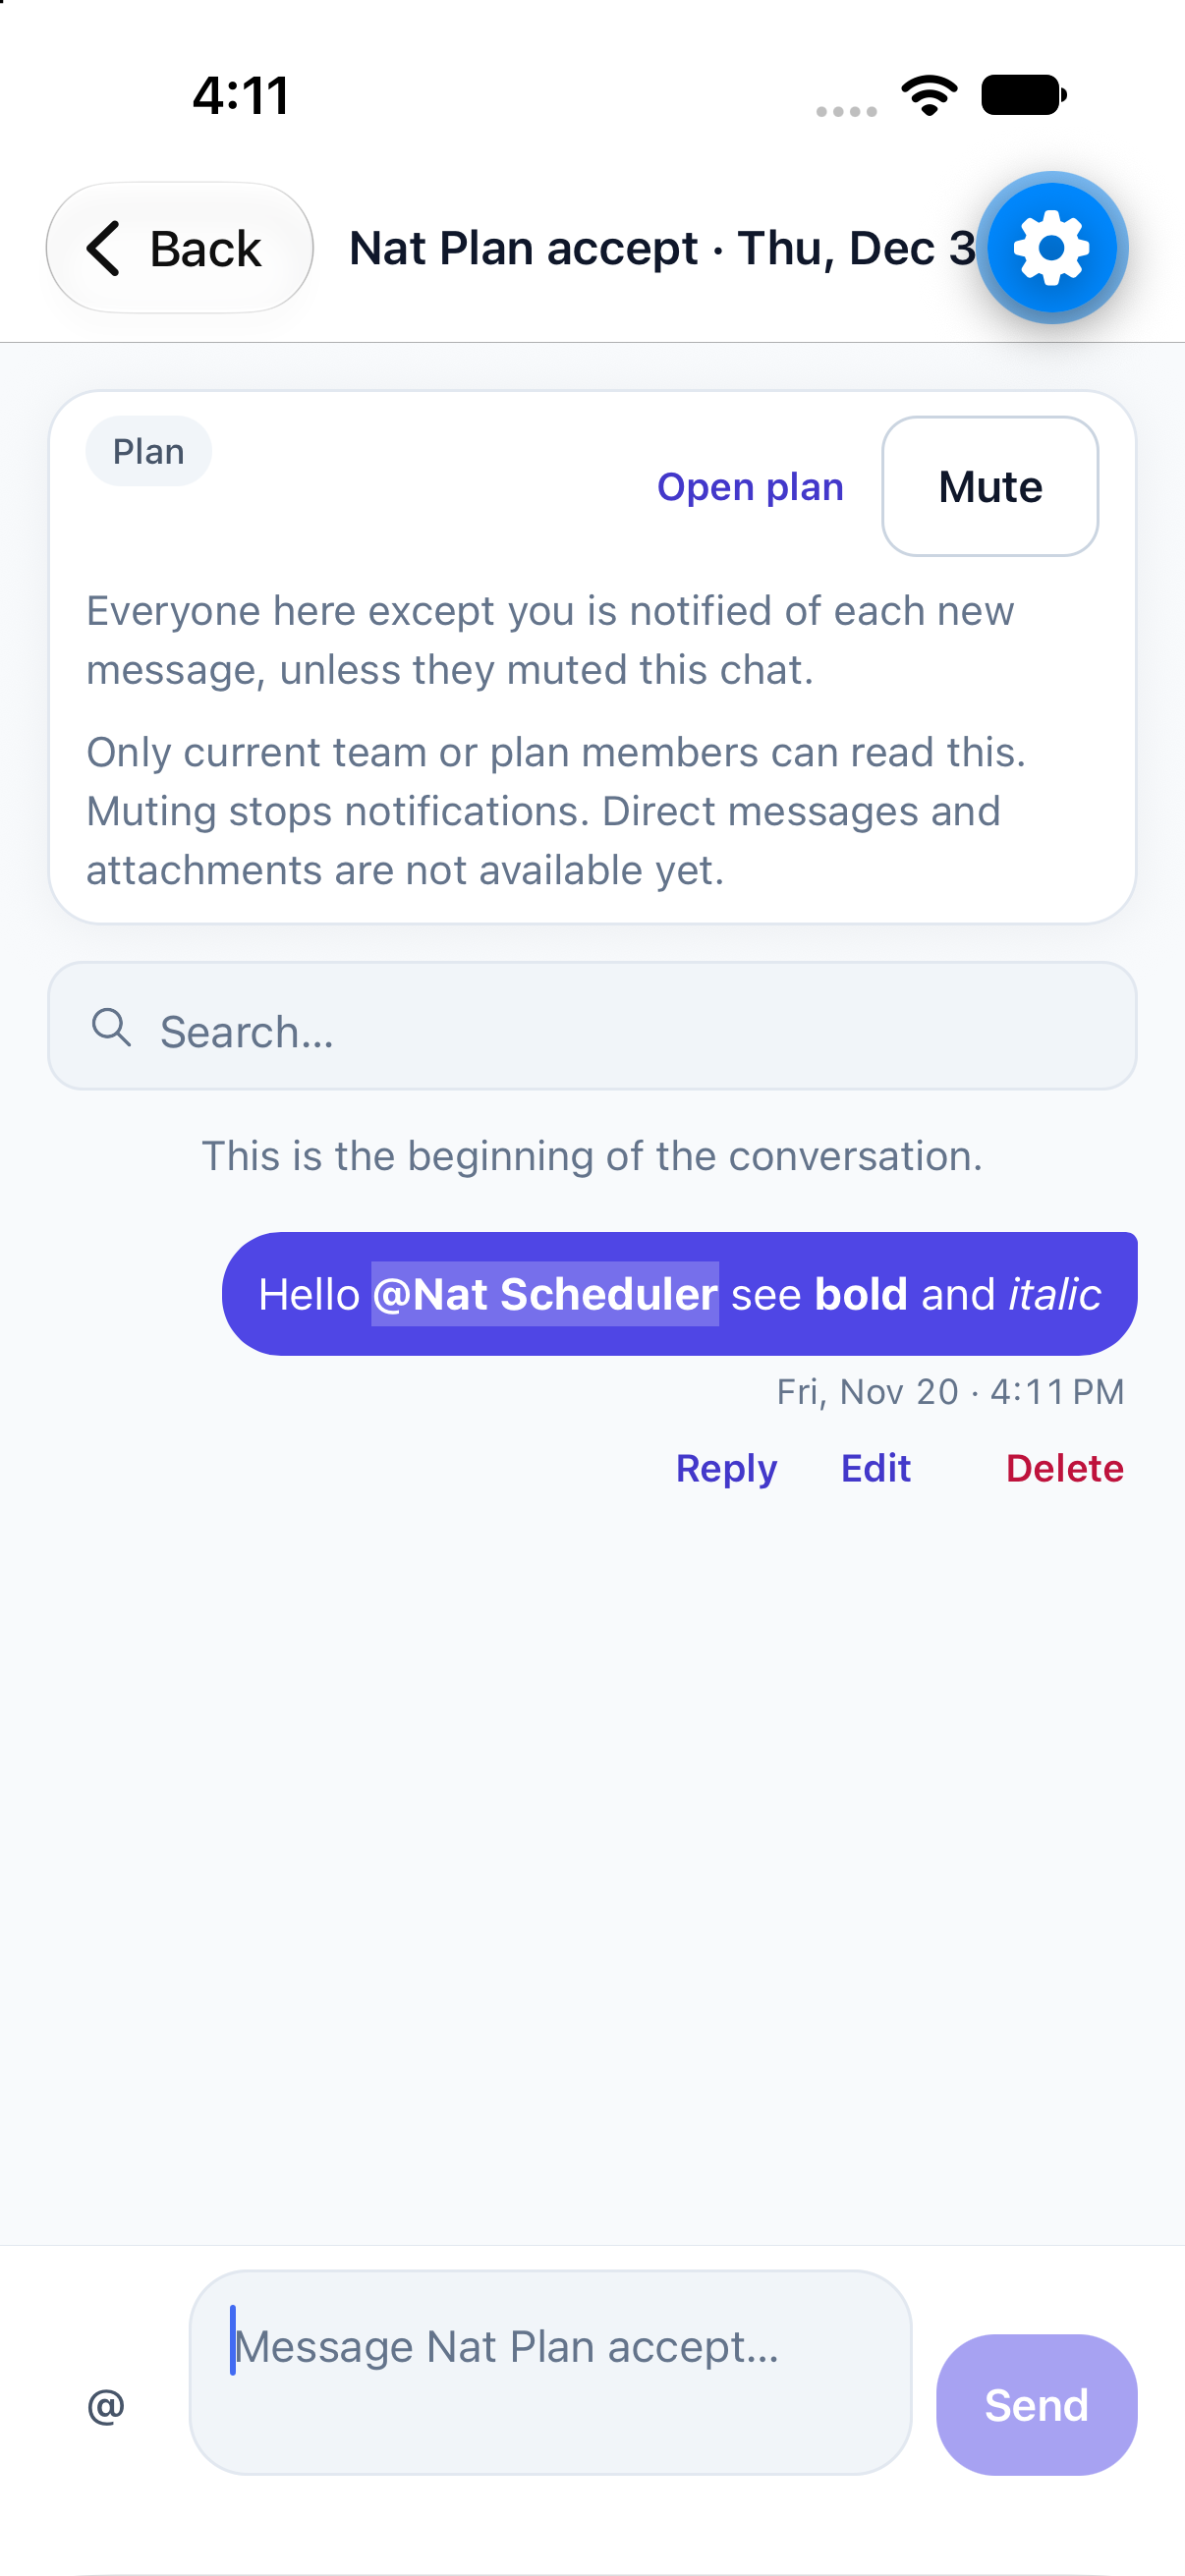 4:11
Back
Nat Plan accept · Thu, Dec 3
Plan
Open plan
Mute
Everyone here except you is notified of each new
message, unless they muted this chat.
Only current team or plan members can read this.
Muting stops notifications. Direct messages and
attachments are not available yet.
Search...
This is the beginning of the conversation.
Hello @Nat Scheduler see bold and italic
Fri, Nov 20 · 4:11 PM
Reply
Edit
Delete
@
Message Nat Plan accept...
Send